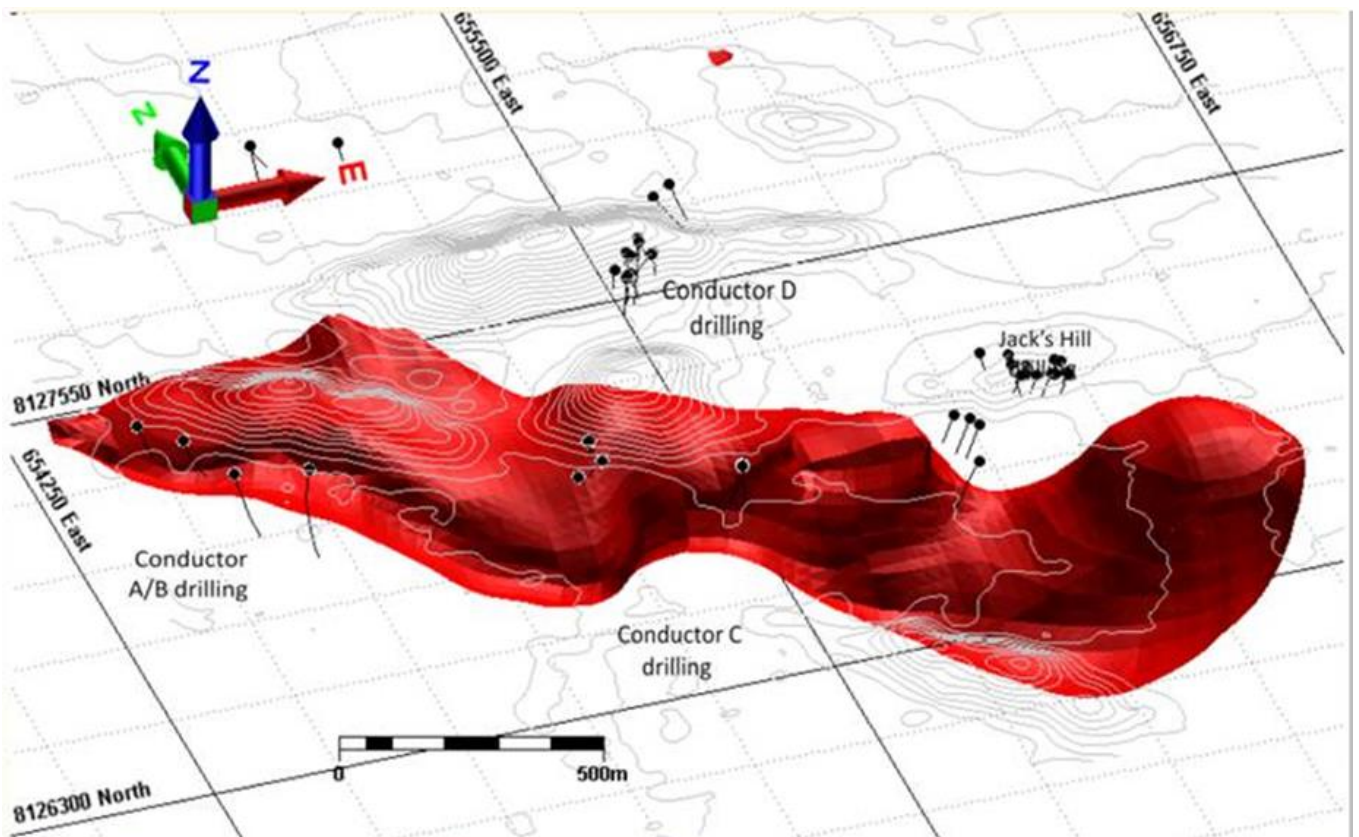 655500 East
656750 East
N
N
E
Conductor D
drilling
Jack's Hill
8127550 North
654250 East
Conductor
A/B drilling
Conductor C
drilling
0
500m
8126300 North